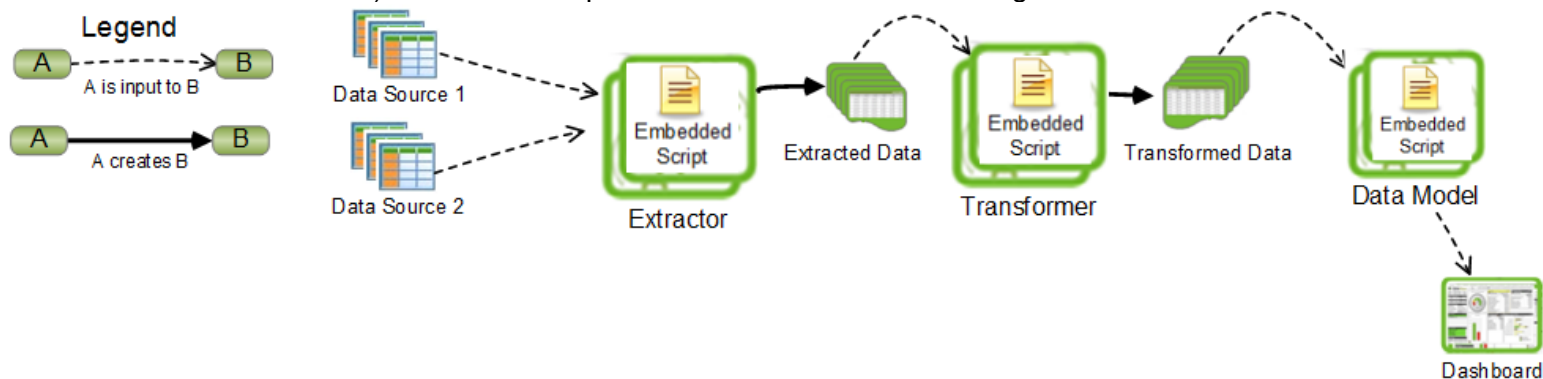 Legend
A
B
A is input to B
A
B
A creates B
Data Source 1
Data Source 2
Embedded
Script
Extractor
Extracted Data
Embedded
Script
Transformer
Transformed Data
Embedded
Script
Data Model
Dashboard